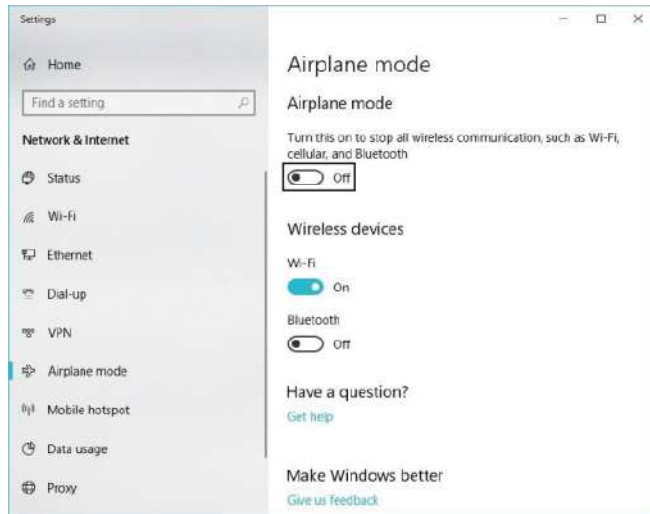 Settings
Home
Find a setting
Network & Internet
Status
Wi-Fi
Ethernet
Dial-up
VPN
Airplane mode
Mobile hotspot
Data usage
Proxy
Airplane mode
Airplane mode
Turn this on to stop all wireless communication, such as Wi-Fi,
cellular, and Bluetooth
Off
Wireless devices
Wi-Fi
On
Bluetooth
Off
Have a question?
Get help
Make Windows better
Give us feedback